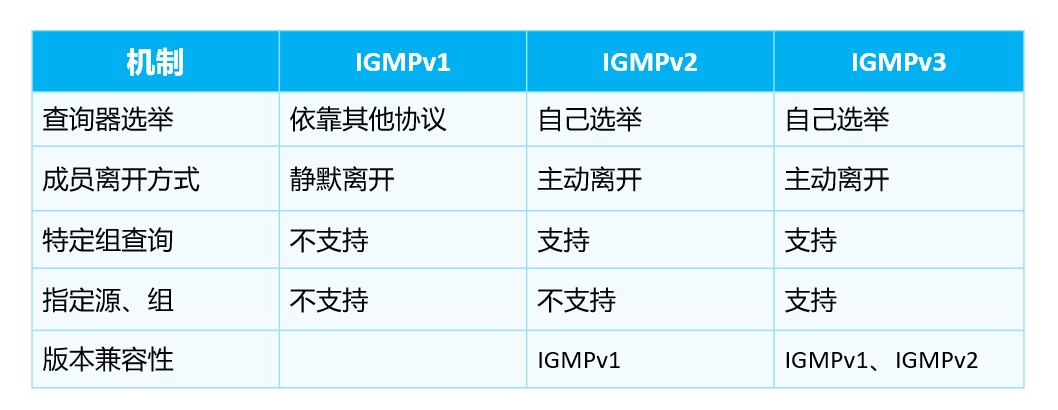 机制 IGMPv1 IGMPv2 IGMPv3
查询器选举 依靠其他协议 自己选举 自己选举
成员离开方式 静默离开 主动离开 主动离开
特定组查询 不支持 支持 支持
指定源、组 不支持 不支持 支持
版本兼容性 IGMPv1 IGMPv1、IGMPv2